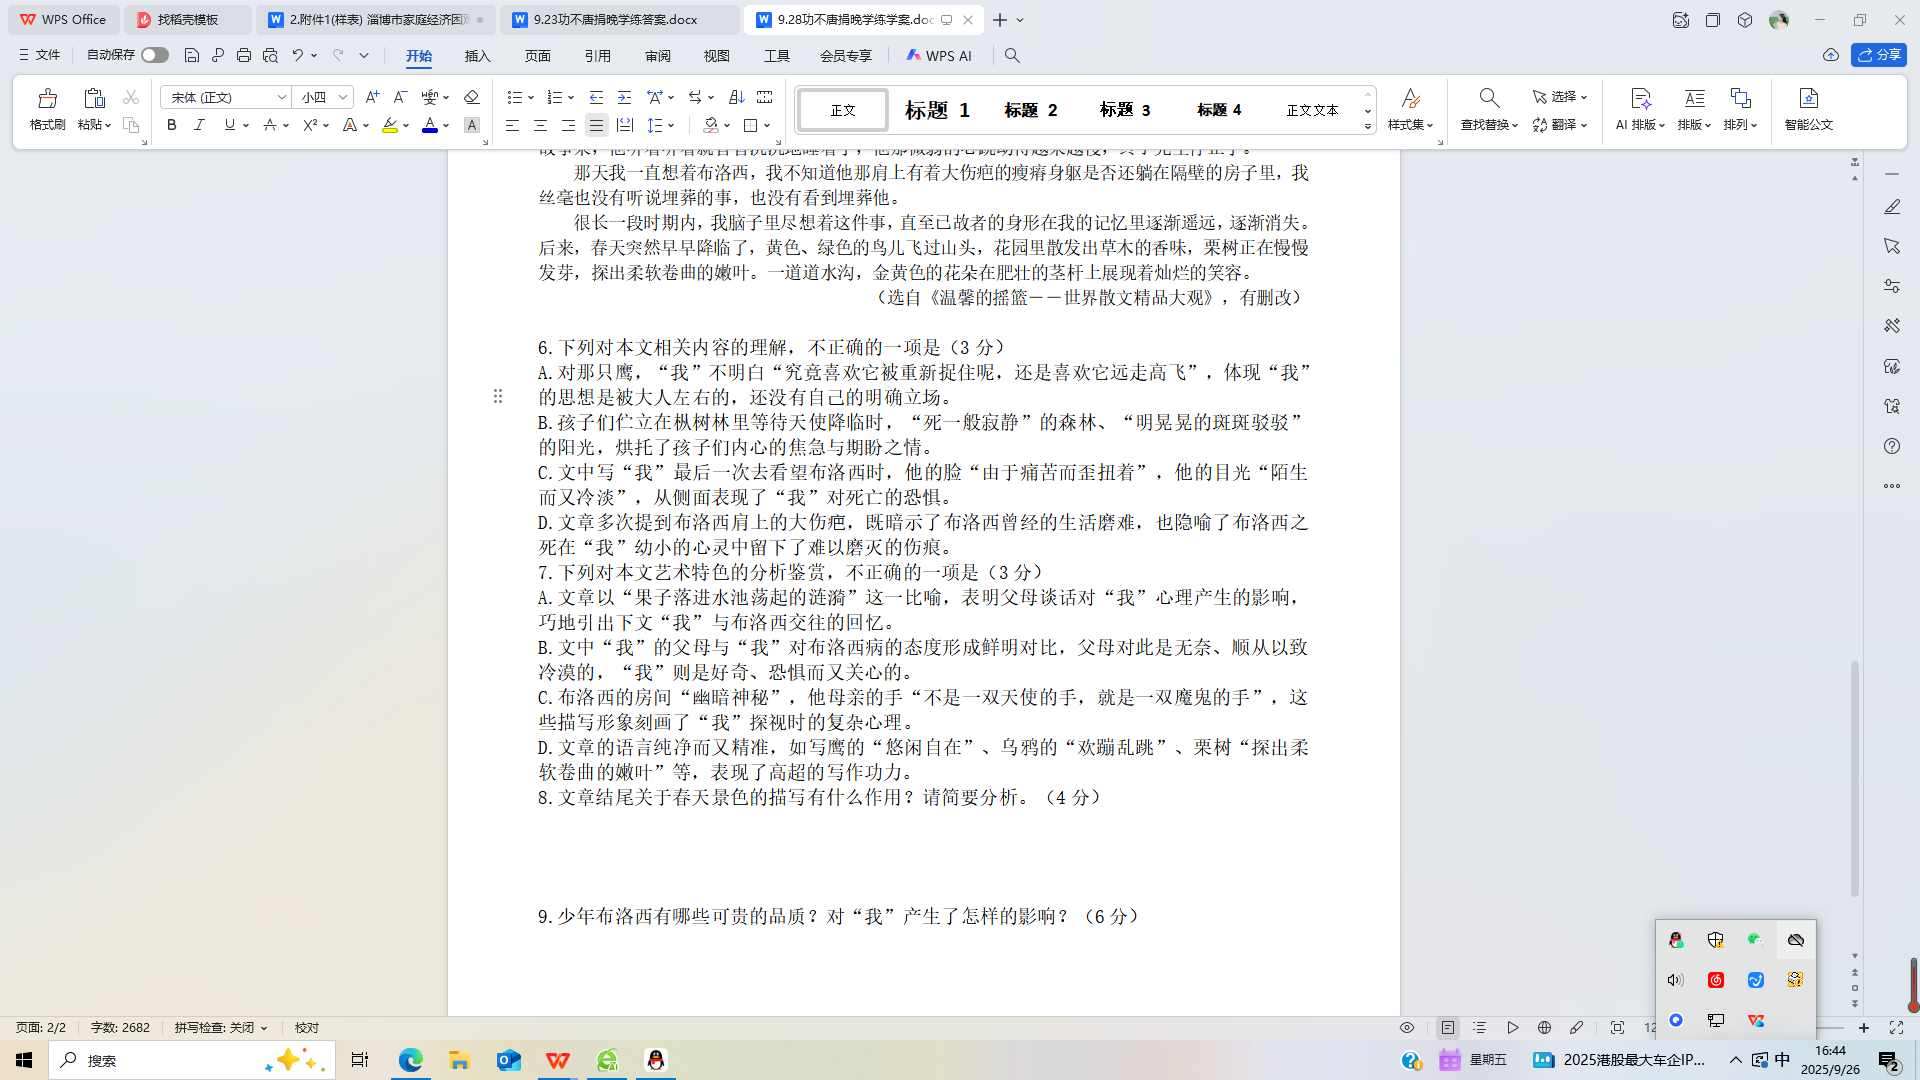 WPS Office
找稻壳模板
2.附件1(样表) 淄博市家庭经济困
9.23功不唐捐晚学练答案.docx
9.28功不唐捐晚学练学案.doc
文件
自动保存
开始
插入
页面
引用
审阅
视图
工具
会员专享
WPS AI
分享
格式刷
粘贴
宋体 (正文)
小四
正文
标题 1
标题 2
标题 3
标题 4
正文文本
样式集
查找替换
选择
翻译
AI 排版
排版
排列
智能公文
那天我一直想着布洛西，我不知道他那肩上有着大伤疤的瘦瘠身躯是否还躺在隔壁的房子里，我
丝毫也没有听说埋葬的事，也没有看到埋葬他。
很长一段时期内，我脑子里尽想着这件事，直至已故者的身形在我的记忆里逐渐遥远，逐渐消失。
后来，春天突然早早降临了，黄色、绿色的鸟儿飞过山头，花园里散发出草木的香味，栗树正在慢慢
发芽，探出柔软卷曲的嫩叶。一道道水沟，金黄色的花朵在肥壮的茎杆上展现着灿烂的笑容。
（选自《温馨的摇篮——世界散文精品大观》，有删改）
6.下列对本文相关内容的理解，不正确的一项是（3 分）
A.对那只鹰，“我”不明白“究竟喜欢它被重新捉住呢，还是喜欢它远走高飞”，体现“我”
的思想是被大人左右的，还没有自己的明确立场。
B.孩子们伫立在枞树林里等待天使降临时，“死一般寂静”的森林、“明晃晃的斑斑驳驳”
的阳光，烘托了孩子们内心的焦急与期盼之情。
C.文中写“我”最后一次去看望布洛西时，他的脸“由于痛苦而歪扭着”，他的目光“陌生
而又冷淡”，从侧面表现了“我”对死亡的恐惧。
D.文章多次提到布洛西肩上的大伤疤，既暗示了布洛西曾经的生活磨难，也隐喻了布洛西之
死在“我”幼小的心灵中留下了难以磨灭的伤痕。
7.下列对本文艺术特色的分析鉴赏，不正确的一项是（3 分）
A.文章以“果子落进水池荡起的涟漪”这一比喻，表明父母谈话对“我”心理产生的影响，
巧地引出下文“我”与布洛西交往的回忆。
B.文中“我”的父母与“我”对布洛西病的态度形成鲜明对比，父母对此是无奈、顺从以致
冷漠的，“我”则是好奇、恐惧而又关心的。
C.布洛西的房间“幽暗神秘”，他母亲的手“不是一双天使的手，就是一双魔鬼的手”，这
些描写形象刻画了“我”探视时的复杂心理。
D.文章的语言纯净而又精准，如写鹰的“悠闲自在”、乌鸦的“欢蹦乱跳”、栗树“探出柔
软卷曲的嫩叶”等，表现了高超的写作功力。
8.文章结尾关于春天景色的描写有什么作用？请简要分析。（4 分）
9.少年布洛西有哪些可贵的品质？对“我”产生了怎样的影响？（6 分）
页面: 2/2
字数: 2682
拼写检查: 关闭
校对
12
搜索
星期五
2025港股最大车企IP...
中
16:44
2025/9/26
2